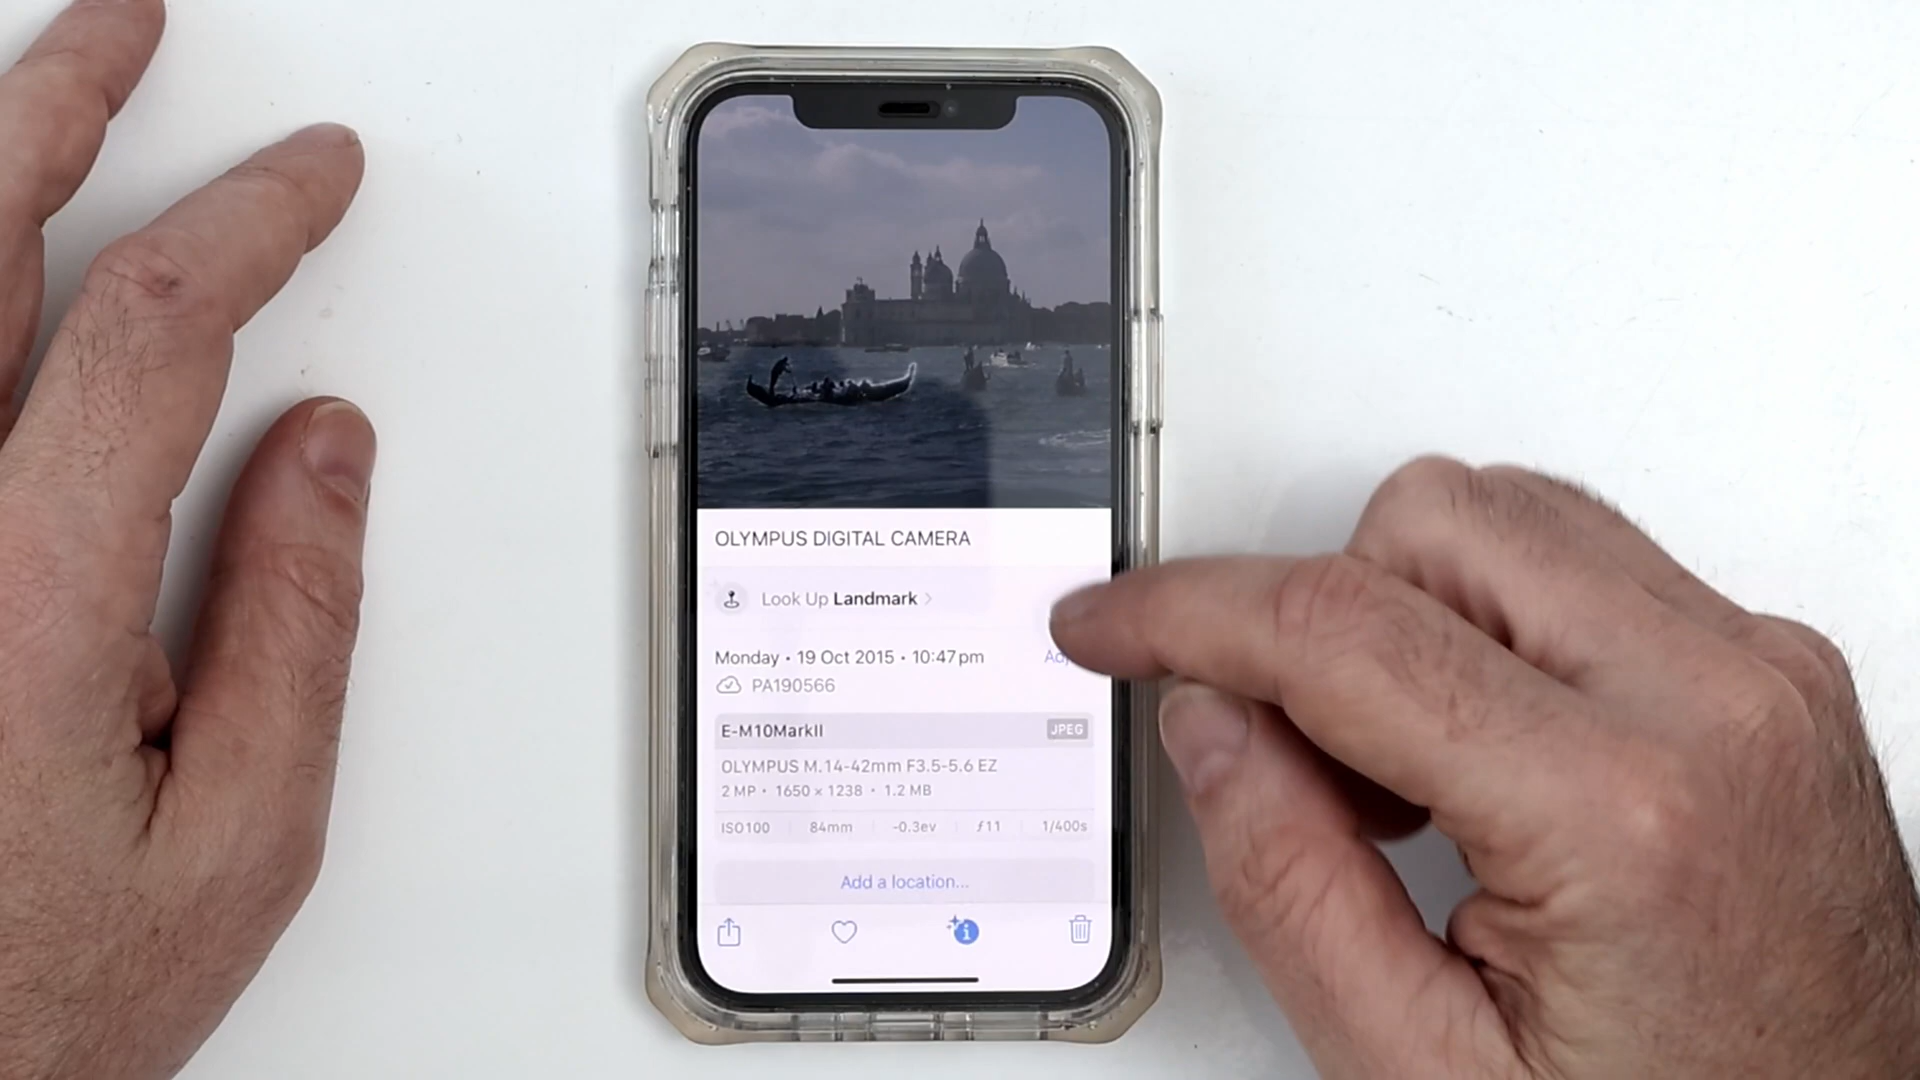 OLYMPUS DIGITAL CAMERA
Look Up Landmark >
Monday • 19 Oct 2015 • 10:47 pm
PA190566
E-M10MarkII JPEG
OLYMPUS M.14-42mm F3.5-5.6 EZ
2 MP • 1650 × 1238 • 1.2 MB
ISO100 84mm -0.3ev ƒ11 1/400s
Add a location...